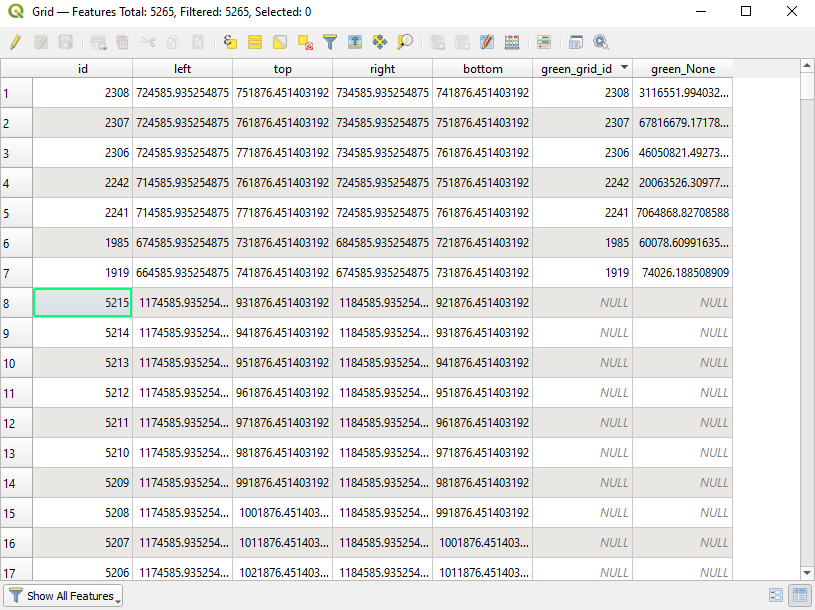 Grid — Features Total: 5265, Filtered: 5265, Selected: 0
id left top right bottom green_grid_id green_None
1 2308 724585.935254875 751876.451403192 734585.935254875 741876.451403192 2308 3116551.994032...
2 2307 724585.935254875 761876.451403192 734585.935254875 751876.451403192 2307 67816679.17178...
3 2306 724585.935254875 771876.451403192 734585.935254875 761876.451403192 2306 46050821.49273...
4 2242 714585.935254875 761876.451403192 724585.935254875 751876.451403192 2242 20063526.30977...
5 2241 714585.935254875 771876.451403192 724585.935254875 761876.451403192 2241 7064868.82708588
6 1985 674585.935254875 731876.451403192 684585.935254875 721876.451403192 1985 60078.60991635...
7 1919 664585.935254875 741876.451403192 674585.935254875 731876.451403192 1919 74026.188508909
8 5215 1174585.935254... 931876.451403192 1184585.935254... 921876.451403192 NULL NULL
9 5214 1174585.935254... 941876.451403192 1184585.935254... 931876.451403192 NULL NULL
10 5213 1174585.935254... 951876.451403192 1184585.935254... 941876.451403192 NULL NULL
11 5212 1174585.935254... 961876.451403192 1184585.935254... 951876.451403192 NULL NULL
12 5211 1174585.935254... 971876.451403192 1184585.935254... 961876.451403192 NULL NULL
13 5210 1174585.935254... 981876.451403192 1184585.935254... 971876.451403192 NULL NULL
14 5209 1174585.935254... 991876.451403192 1184585.935254... 981876.451403192 NULL NULL
15 5208 1174585.935254... 1001876.451403... 1184585.935254... 991876.451403192 NULL NULL
16 5207 1174585.935254... 1011876.451403... 1184585.935254... 1001876.451403... NULL NULL
17 5206 1174585.935254... 1021876.451403... 1184585.935254... 1011876.451403... NULL NULL
Show All Features